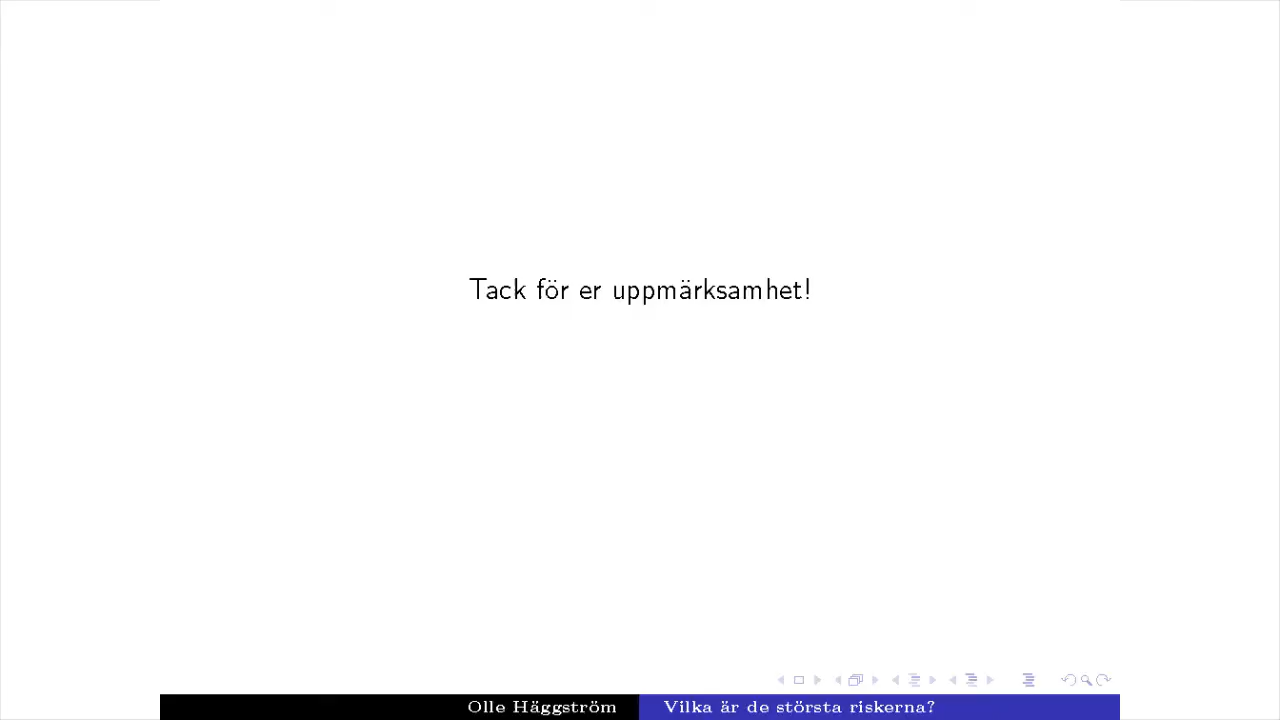 Tack för er uppmärksamhet!
Olle Häggström
Vilka är de största riskerna?